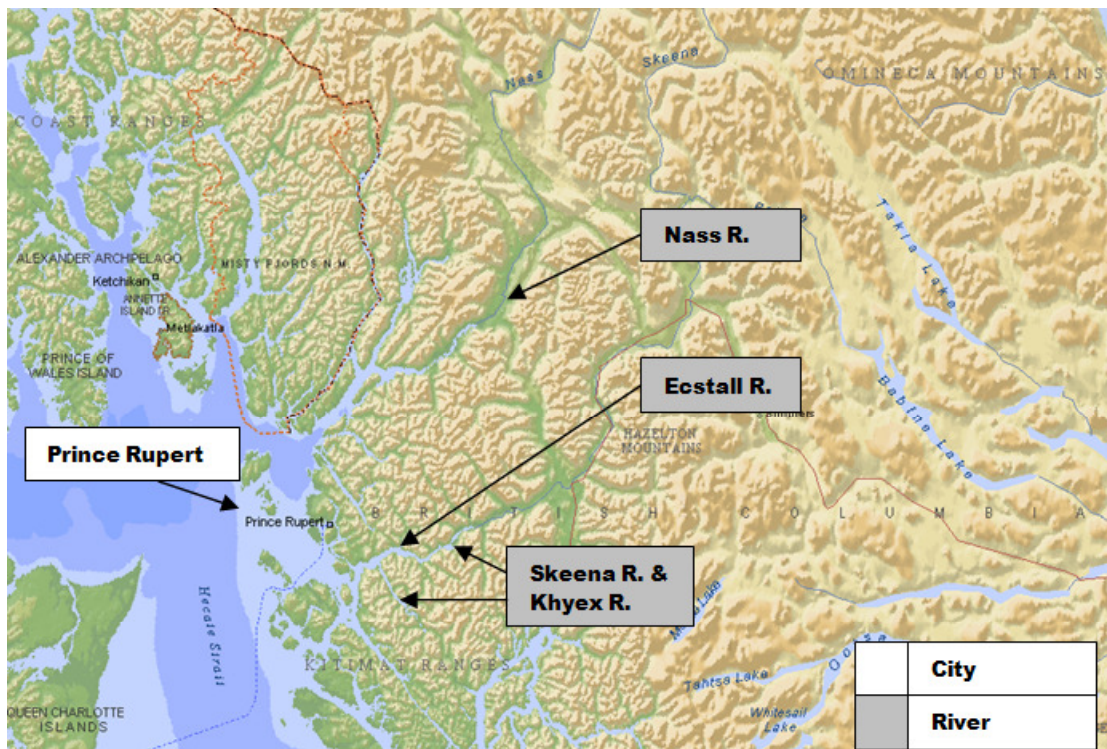 Nass
Skeena
OMINECA MOUNTAINS
COAST RANGES
Takla Lake
Nass R.
ALEXANDER ARCHIPELAGO
MISTY FJORDS N.M.
Ketchikan
ANNETTE
ISLAND I.R.
Metlakatla
PRINCE OF
WALES ISLAND
Ecstall R.
Babine Lake
HAZELTON
MOUNTAINS
Prince Rupert
Prince Rupert
BRITISH COLUMBIA
Skeena R. &
Khyex R.
Hecate Strait
KITIMAT RANGES
Tahtsa Lake
Whitesail
Lake
QUEEN CHARLOTTE
ISLANDS
City
River